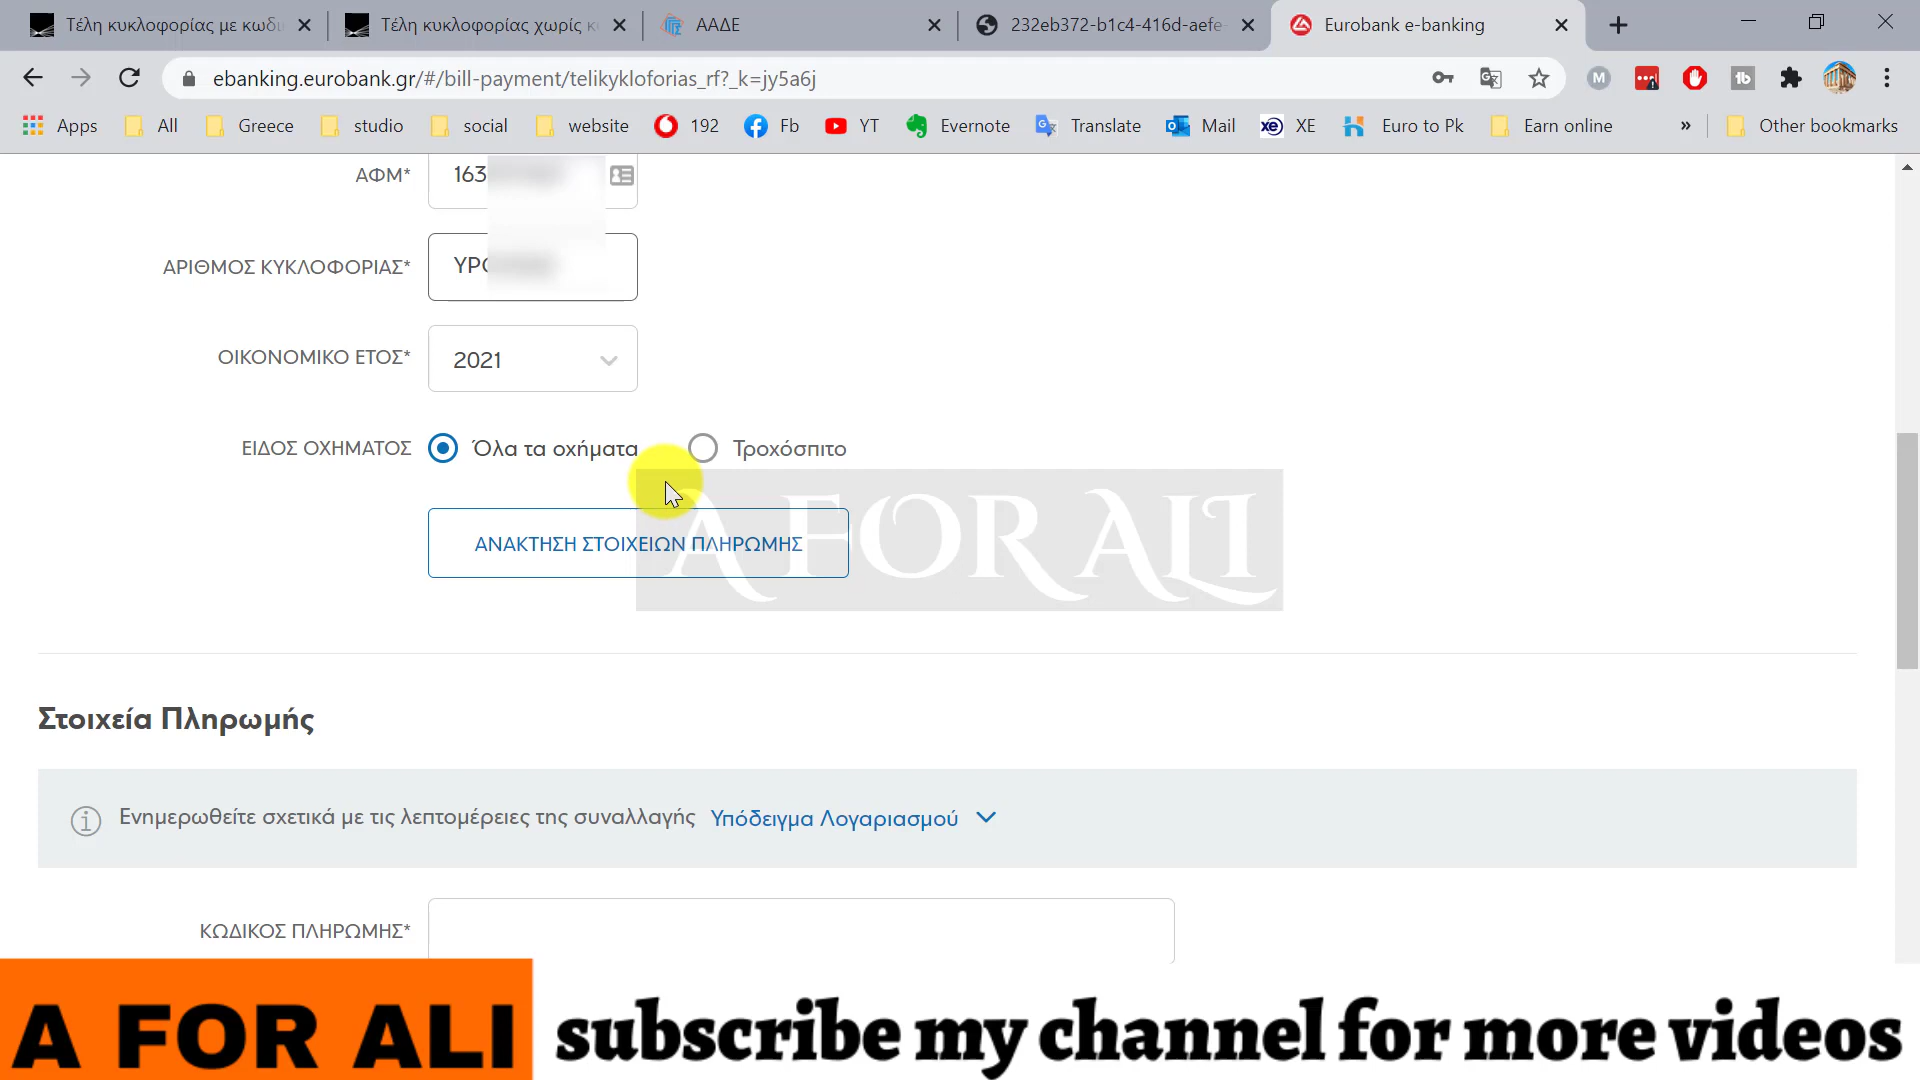 Τέλη κυκλοφορίας με κωδι
Τέλη κυκλοφορίας χωρίς κ
ΑΑΔΕ
232eb372-b1c4-416d-aefe-
Eurobank e-banking
ebanking.eurobank.gr/#/bill-payment/telikykloforias_rf?_k=jy5a6j
Apps
All
Greece
studio
social
website
192
Fb
YT
Evernote
Translate
Mail
XE
Euro to Pk
Earn online
»
Other bookmarks
ΑΦΜ*
163
ΑΡΙΘΜΟΣ ΚΥΚΛΟΦΟΡΙΑΣ*
ΥΡ
ΟΙΚΟΝΟΜΙΚΟ ΕΤΟΣ*
2021
ΕΙΔΟΣ ΟΧΗΜΑΤΟΣ
Όλα τα οχήματα
Τροχόσπιτο
ΑΝΑΚΤΗΣΗ ΣΤΟΙΧΕΙΩΝ ΠΛΗΡΩΜΗΣ
A FOR ALI
Στοιχεία Πληρωμής
Ενημερωθείτε σχετικά με τις λεπτομέρειες της συναλλαγής Υπόδειγμα Λογαριασμού
ΚΩΔΙΚΟΣ ΠΛΗΡΩΜΗΣ*
A FOR ALI
subscribe my channel for more videos